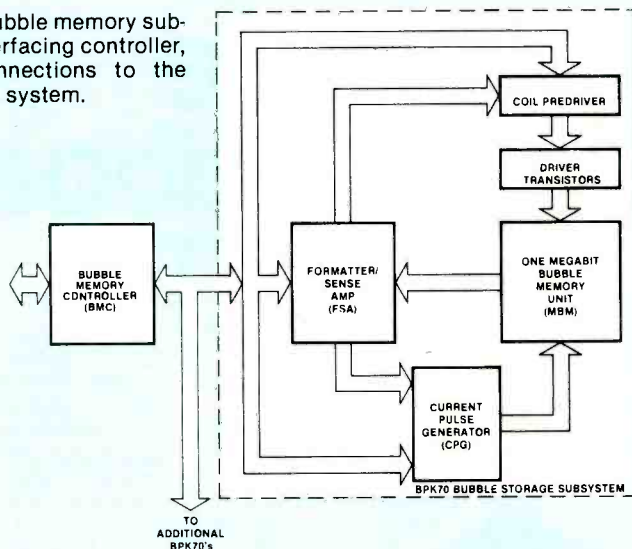 ubble memory sub-
erfacing controller,
nnections to the
system.
COIL PREDRIVER
DRIVER
TRANSISTORS
BUBBLE
MEMORY
CONTROLLER
(BMC)
FORMATTER/
SENSE
AMP
(FSA)
ONE MEGABIT
BUBBLE
MEMORY
UNIT
(MBM)
CURRENT
PULSE
GENERATOR
(CPG)
BPK70 BUBBLE STORAGE SUBSYSTEM
TO
ADDITIONAL
BPK70's